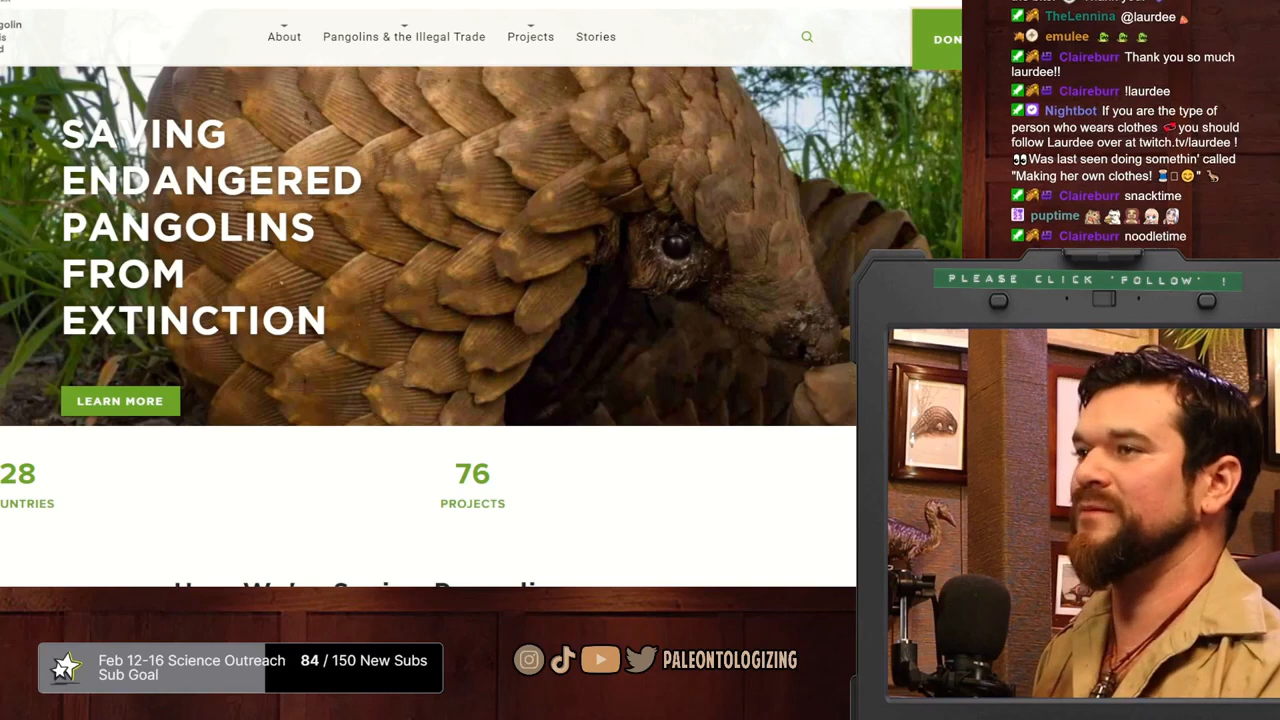 golin
is
d
About
Pangolins & the Illegal Trade
Projects
Stories
DON
SAVING
ENDANGERED
PANGOLINS
FROM
EXTINCTION
LEARN MORE
28
UNTRIES
76
PROJECTS
TheLennina @laurdee
emulee
Claireburr Thank you so much
laurdee!!
Claireburr !laurdee
Nightbot If you are the type of
person who wears clothes you should
follow Laurdee over at twitch.tv/laurdee !
Was last seen doing somethin' called
"Making her own clothes! "
Claireburr snacktime
puptime
Claireburr noodletime
PLEASE CLICK "FOLLOW" !
Feb 12-16 Science Outreach
Sub Goal
84 / 150 New Subs
PALEONTOLOGIZING